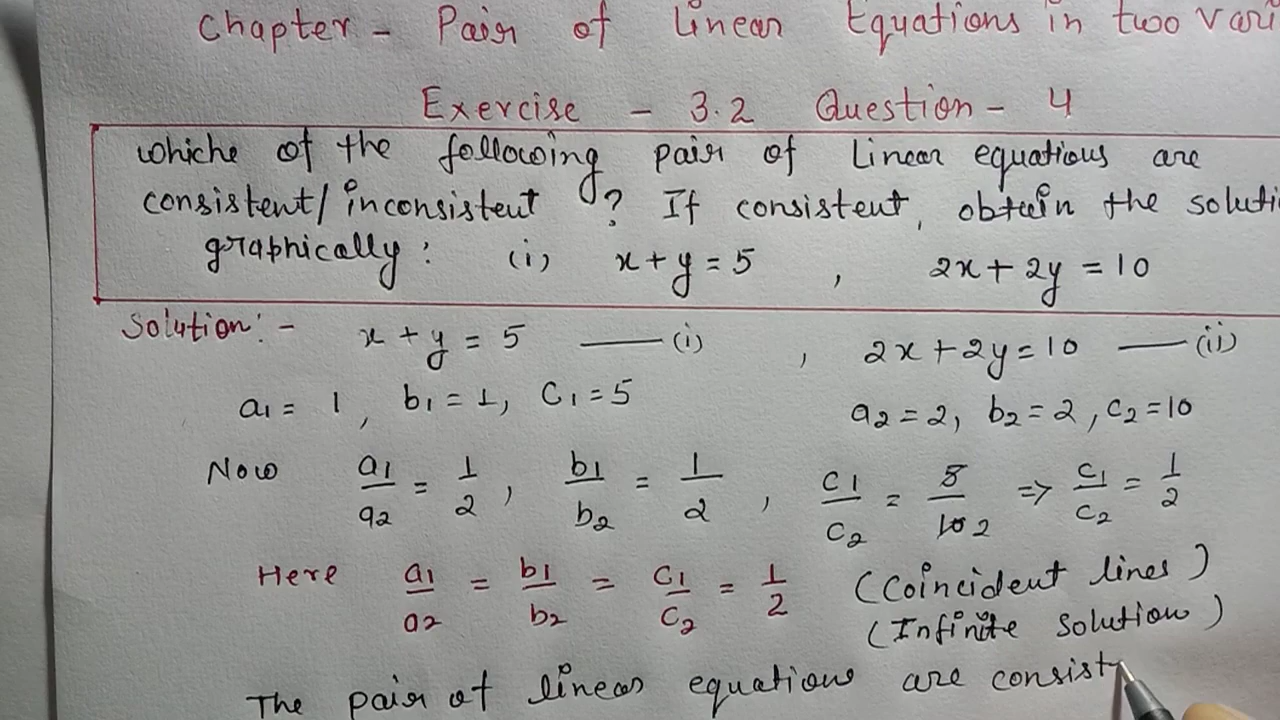 Chapter - Pair of Linear Equations in two vari
Exercise - 3.2 Question - 4
whiche of the following pair of linear equations are
consistent/inconsistent ? If consistent, obtain the soluti
graphically : (i) x + y = 5 , 2x + 2y = 10
Solution :- x + y = 5 —— (i) , 2x + 2y = 10 —— (ii)
a1 = 1 , b1 = 1, C1 = 5 a2 = 2, b2 = 2, c2 = 10
Now a1/a2 = 1/2 , b1/b2 = 1/2 , c1/c2 = 5/10 2 => c1/c2 = 1/2
Here a1/a2 = b1/b2 = C1/C2 = 1/2 (Coincident lines)
(Infinite solution)
The pair of linear equations are consist